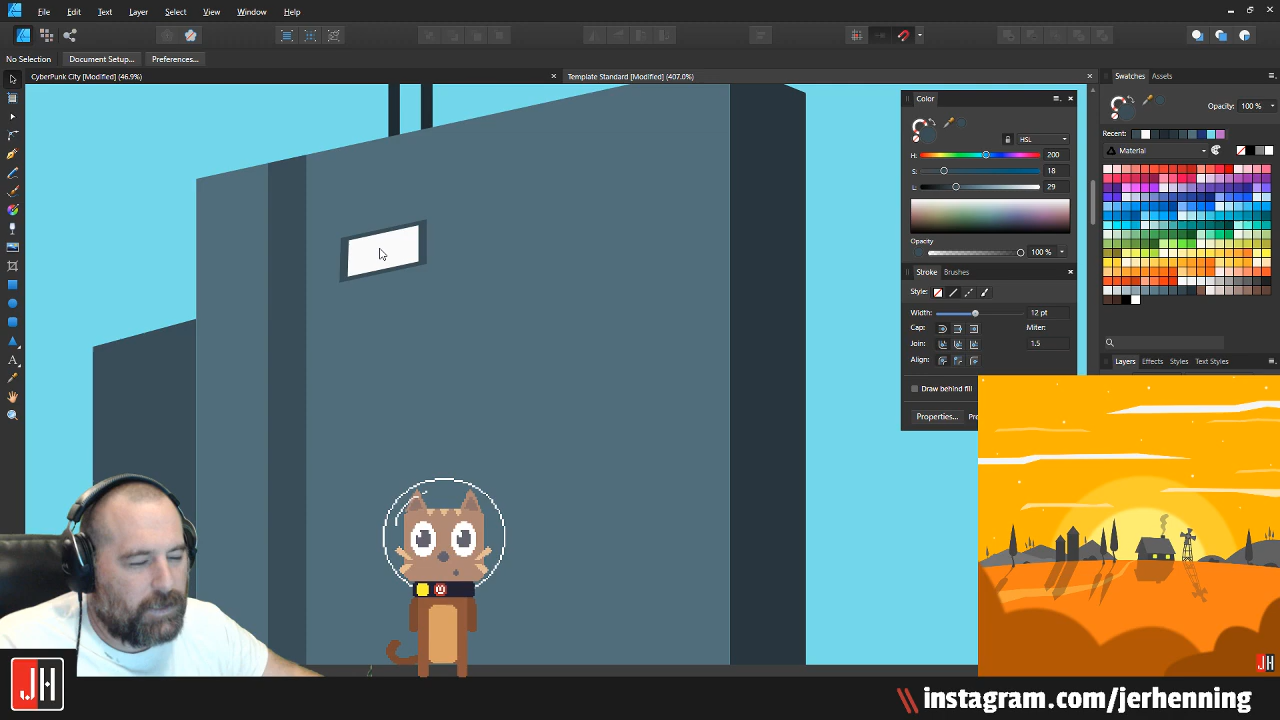 File Edit Text Layer Select View Window Help
No Selection Document Setup... Preferences...
CyberPunk City [Modified] (46.9%) Template Standard [Modified] (407.0%)
Swatches Assets
Opacity: 100 %
Recent:
Material
Color
HSL
H: 200
S: 18
L: 29
Opacity
100 %
Stroke Brushes
Style:
Width: 12 pt
Cap: Miter:
Join: 1.5
Align:
Draw behind fill
Properties...
Layers Effects Styles Text Styles
JH
JH
instagram.com/jerhenning